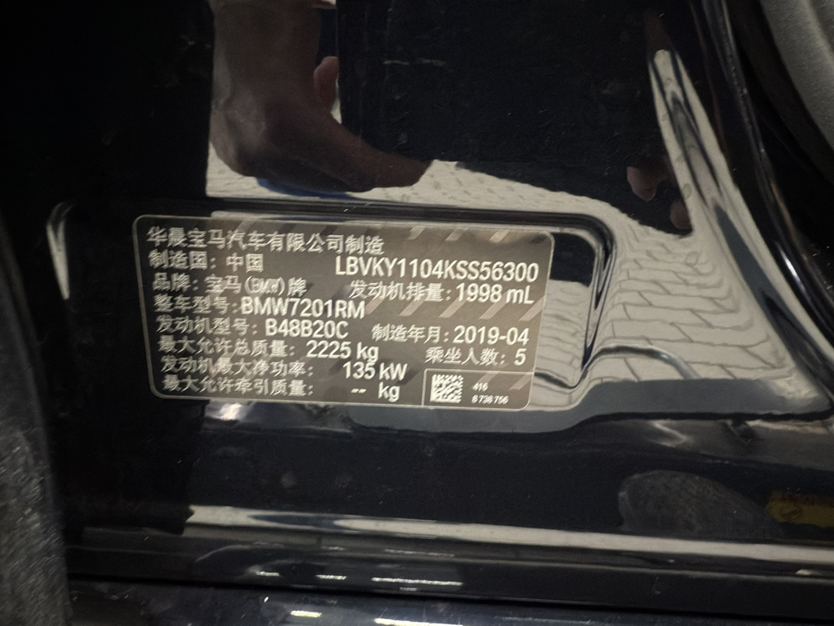 华晨宝马汽车有限公司制造
制造国：中国 LBVKY1104KSS56300
品牌：宝马(BMW)牌 发动机排量：1998 mL
整车型号：BMW7201RM
发动机型号：B48B20C 制造年月：2019-04
最大允许总质量：2225 kg 乘坐人数：5
发动机最大净功率：135 kW
最大允许牵引质量：-- kg
416
8 738 756